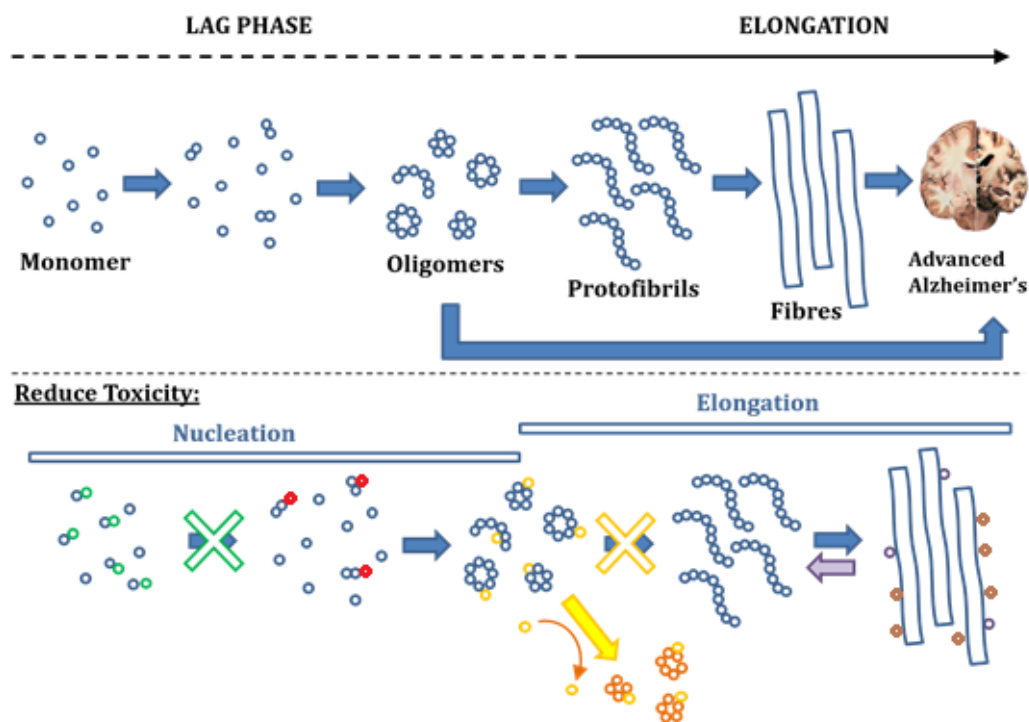 LAG PHASE
ELONGATION
Monomer
Oligomers
Protofibrils
Fibres
Advanced
Alzheimer's
Reduce Toxicity:
Nucleation
Elongation